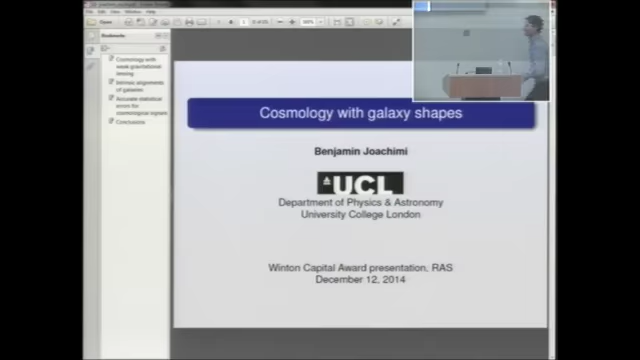 Open
Bookmarks
Cosmology with
weak gravitational
lensing
Intrinsic alignments
of galaxies
Accurate statistical
errors for
cosmological
Conclusions
Cosmology with galaxy shapes
Benjamin Joachimi
UCL
Department of Physics & Astronomy
University College London
Winton Capital Award presentation, RAS
December 12, 2014